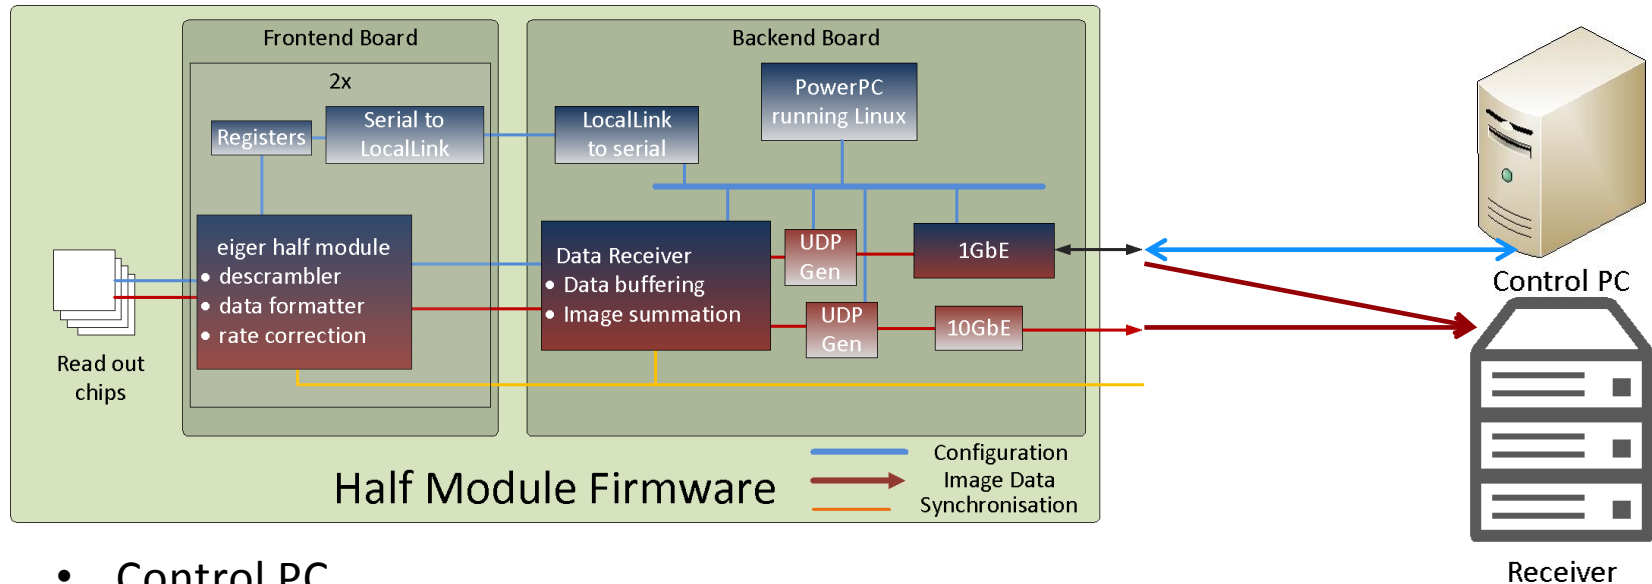 Frontend Board
2x
Registers
Serial to
LocalLink
eiger half module
• descrambler
• data formatter
• rate correction
Read out
chips
Backend Board
PowerPC
running Linux
LocalLink
to serial
Data Receiver
• Data buffering
• Image summation
UDP
Gen
1GbE
UDP
Gen
10GbE
Half Module Firmware
Configuration
Image Data
Synchronisation
Control PC
Receiver
• Control PC